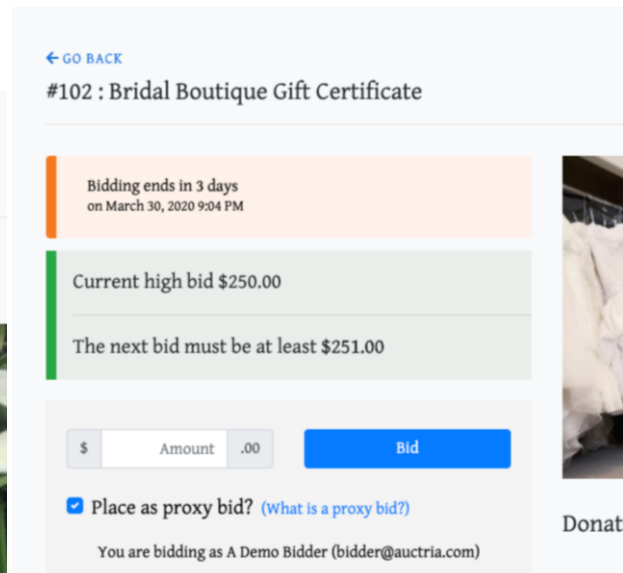 ← GO BACK
#102 : Bridal Boutique Gift Certificate
Bidding ends in 3 days
on March 30, 2020 9:04 PM
Current high bid $250.00
The next bid must be at least $251.00
$ Amount .00 Bid
Place as proxy bid? (What is a proxy bid?)
Donat
You are bidding as A Demo Bidder (bidder@auctria.com)